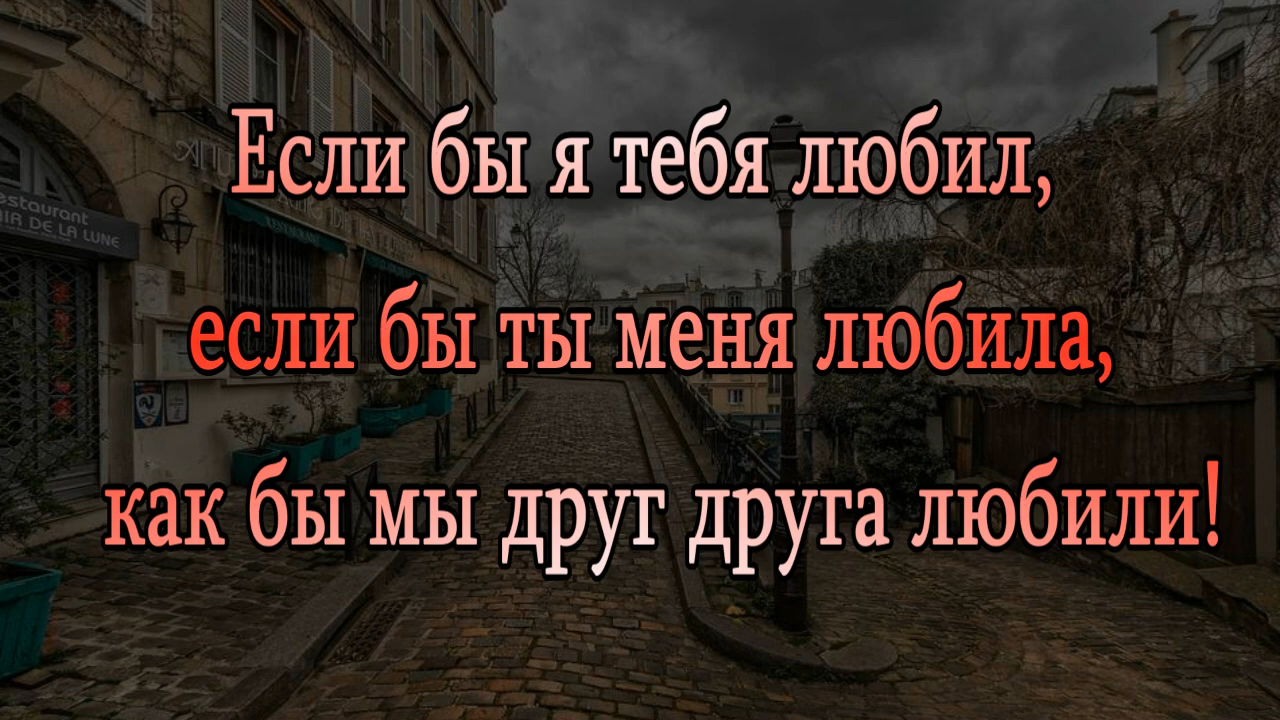 Если бы я тебя любил,
если бы ты меня любила,
как бы мы друг друга любили!
estaurant
DE LA LUNE
RESTAURANT